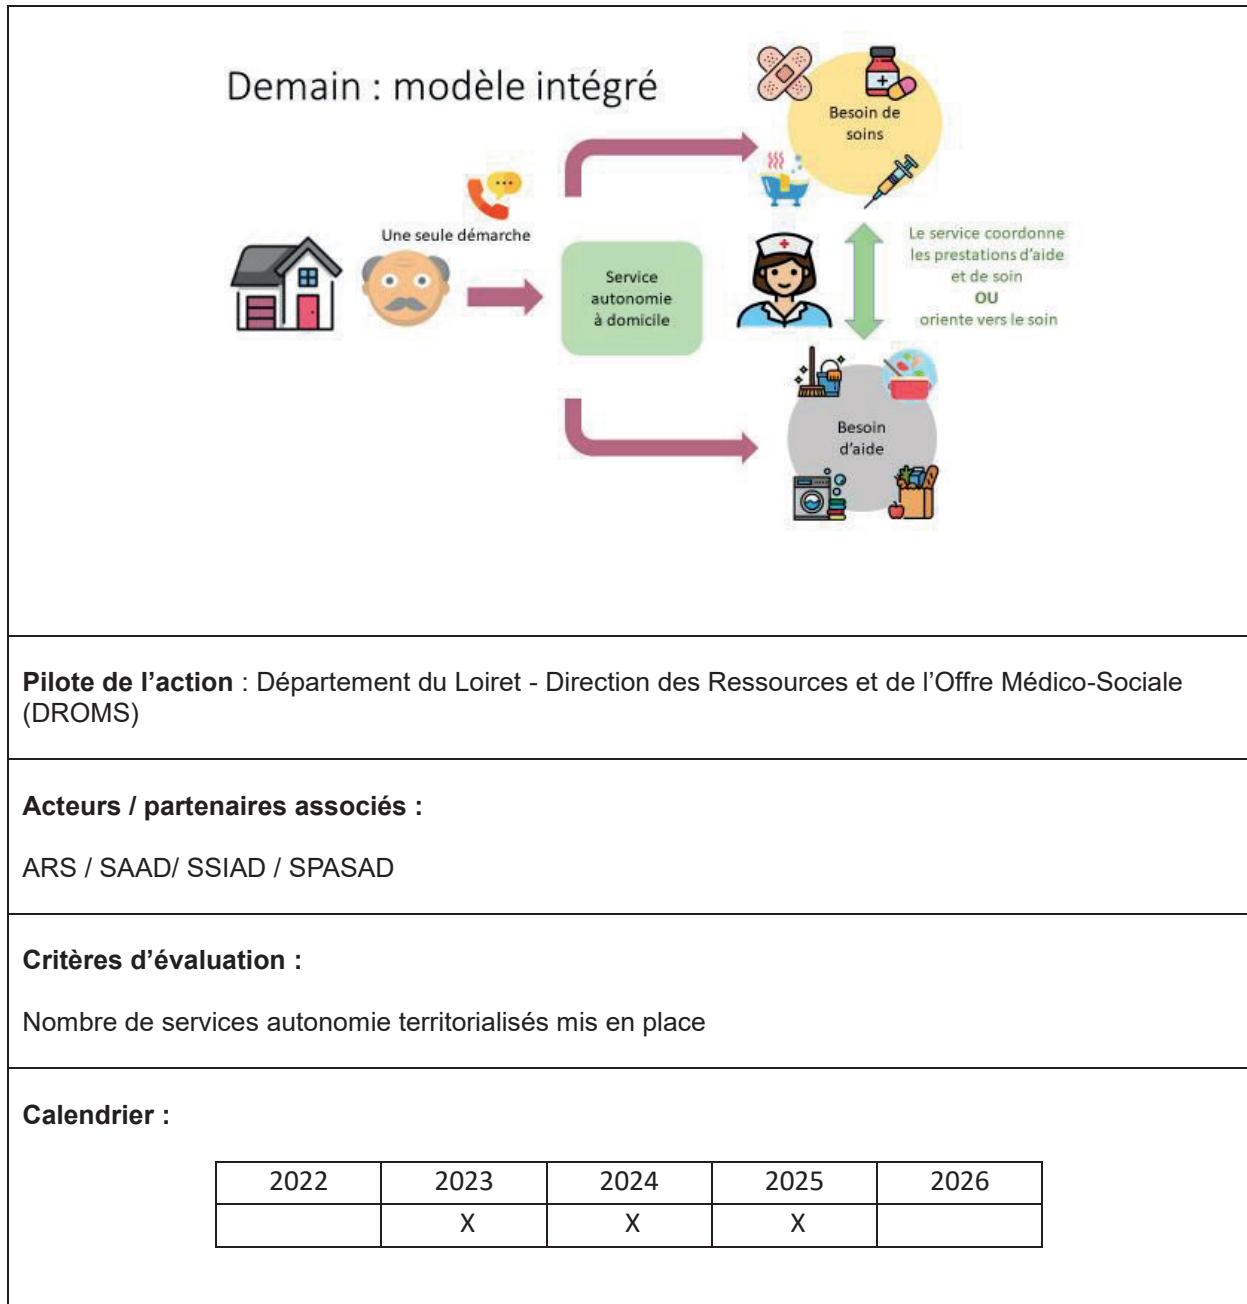 Demain : modèle intégré
Besoin de
soins
Une seule démarche
Service
autonomie
à domicile
Le service coordonne
les prestations d'aide
et de soin
OU
oriente vers le soin
Besoin
d'aide
Pilote de l'action : Département du Loiret - Direction des Ressources et de l'Offre Médico-Sociale
(DROMS)
Acteurs / partenaires associés :
ARS / SAAD/ SSIAD / SPASAD
Critères d'évaluation :
Nombre de services autonomie territorialisés mis en place
Calendrier :
2022 2023 2024 2025 2026
X X X